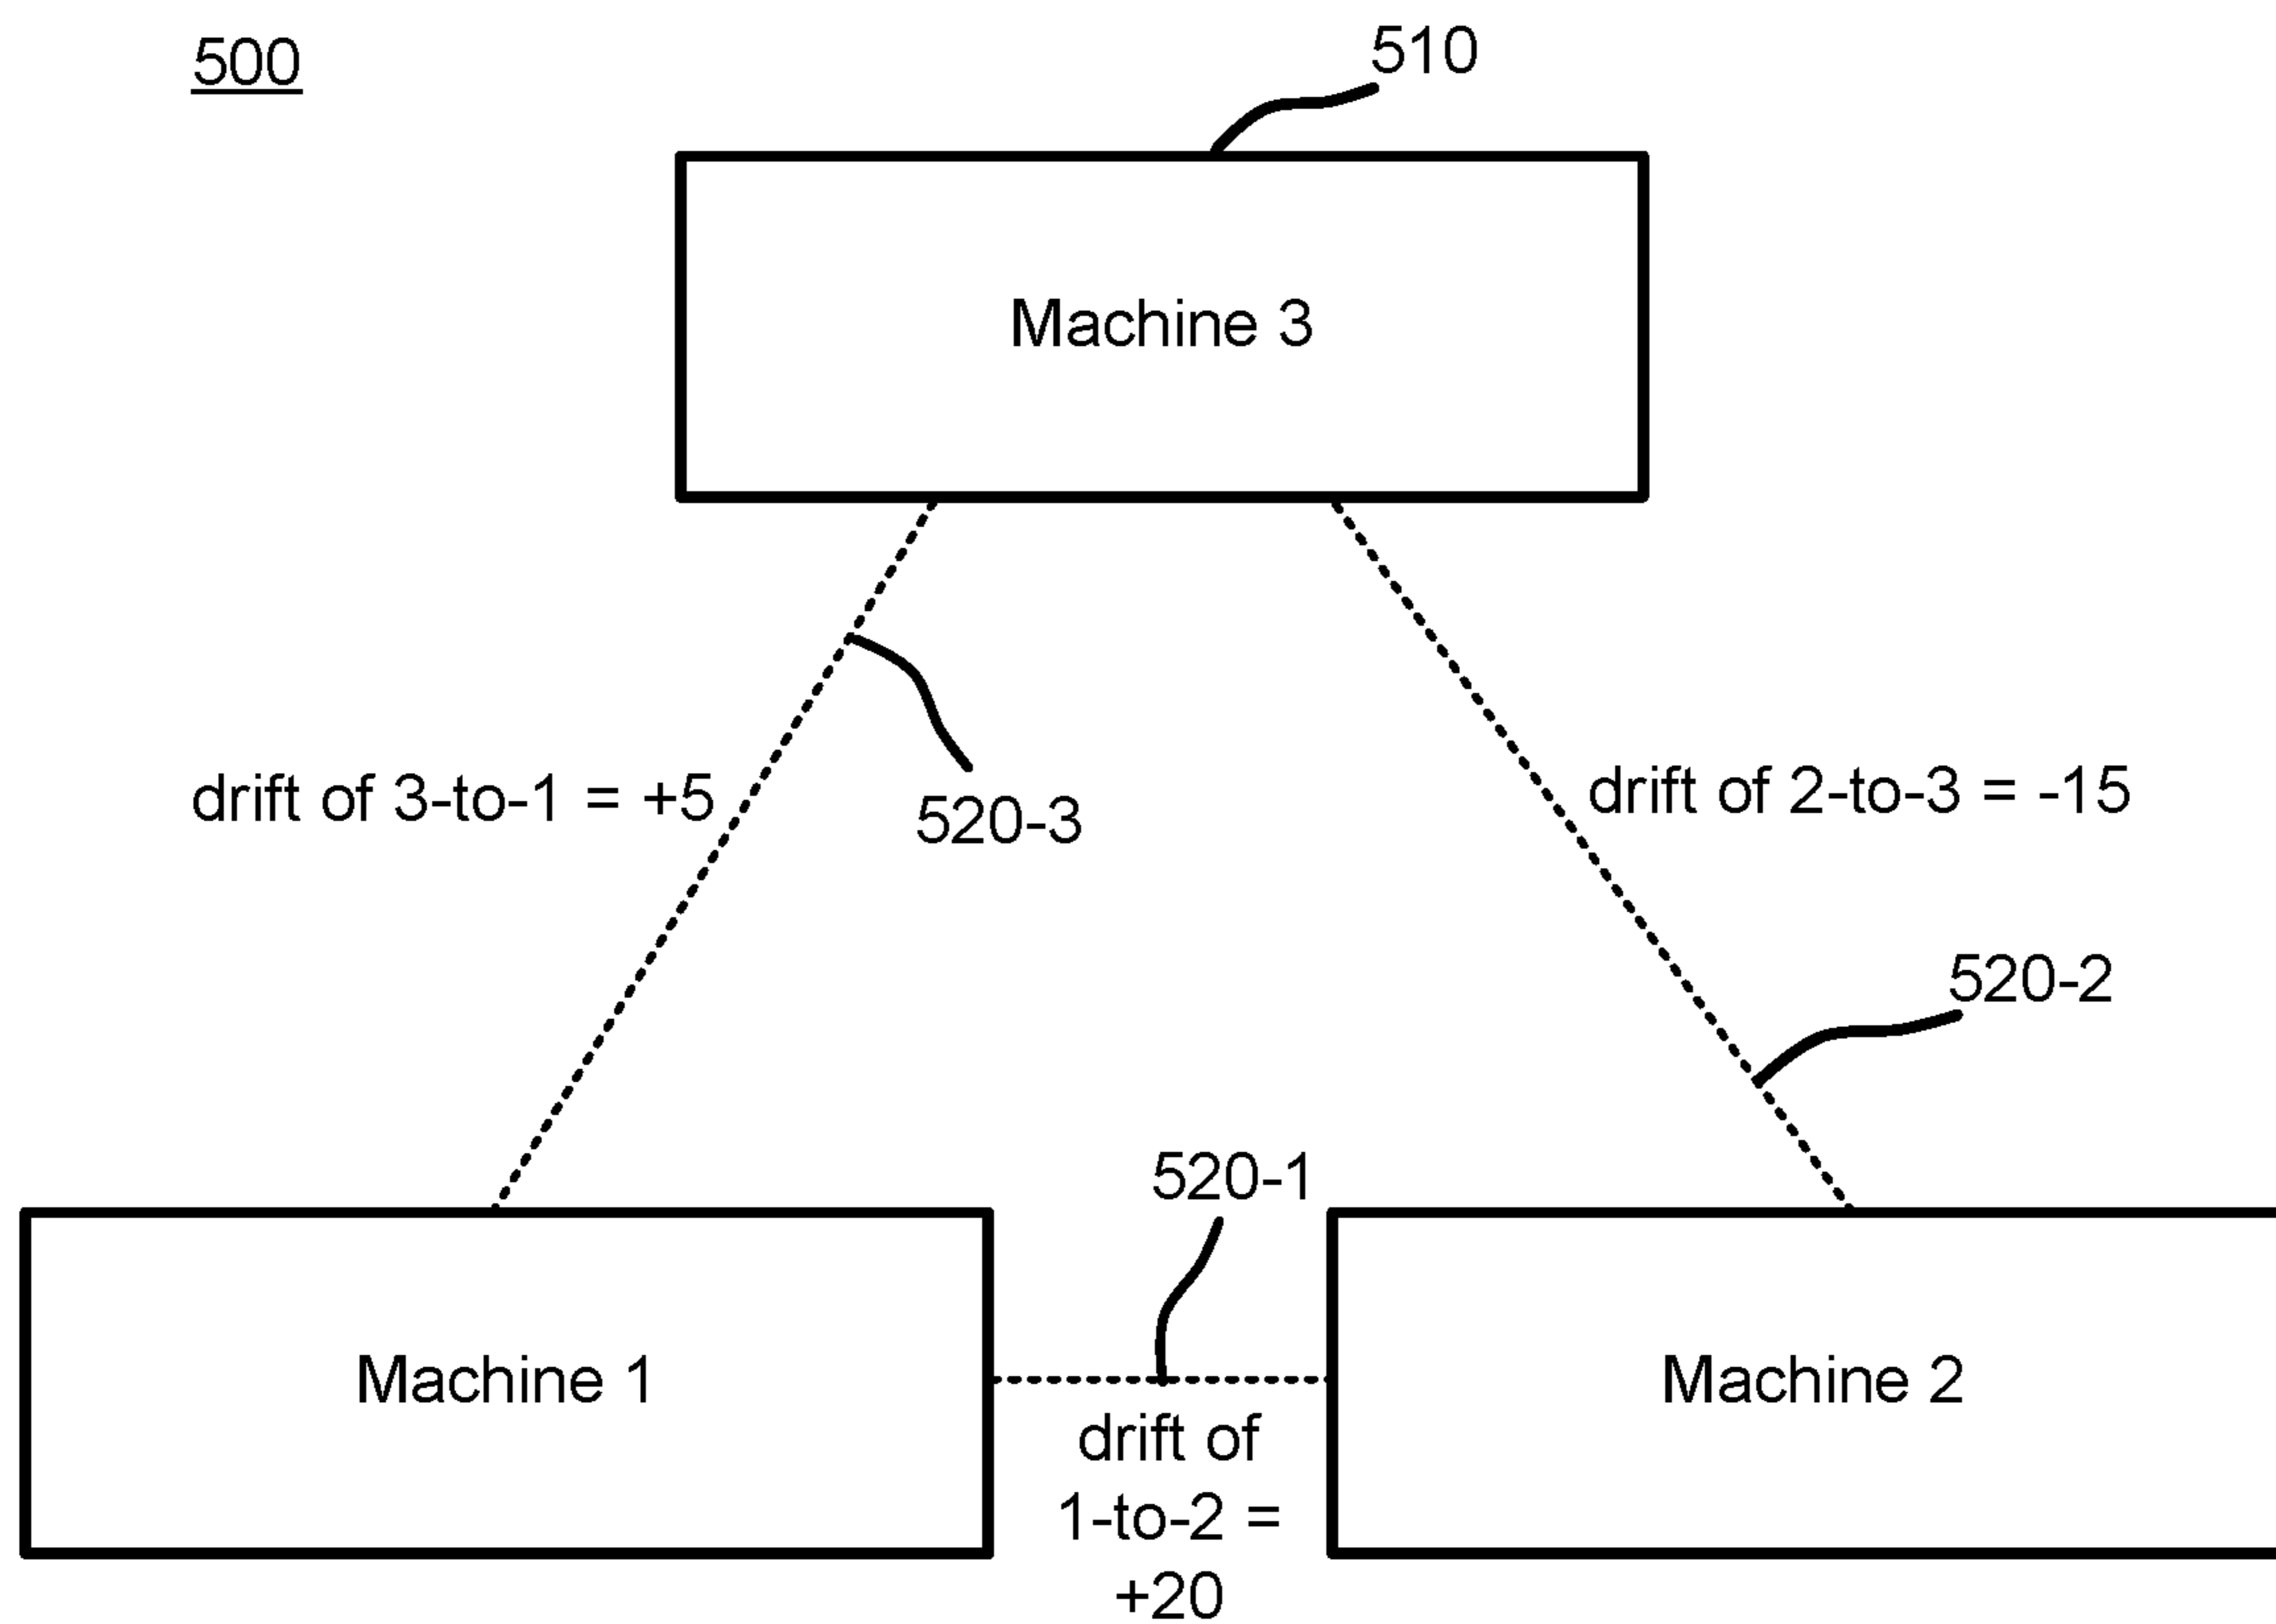 500
510
Machine 3
drift of 3-to-1 = +5
520-3
drift of 2-to-3 = -15
520-2
520-1
Machine 1
drift of
1-to-2 =
+20
Machine 2